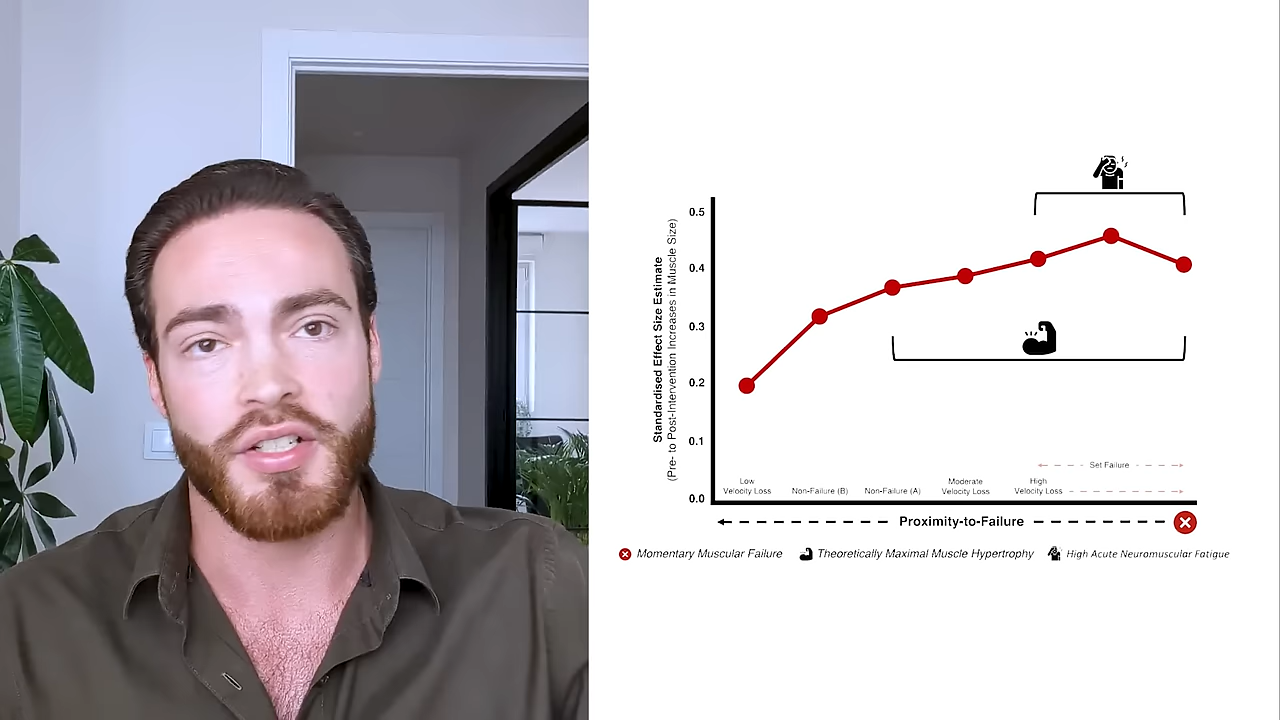 Standardised Effect Size Estimate
(Pre- to Post-Intervention Increases in Muscle Size)
0.5
0.4
0.3
0.2
0.1
0.0
Low
Velocity Loss
Non-Failure (B)
Non-Failure (A)
Moderate
Velocity Loss
High
Velocity Loss
Set Failure
Proximity-to-Failure
Momentary Muscular Failure
Theoretically Maximal Muscle Hypertrophy
High Acute Neuromuscular Fatigue